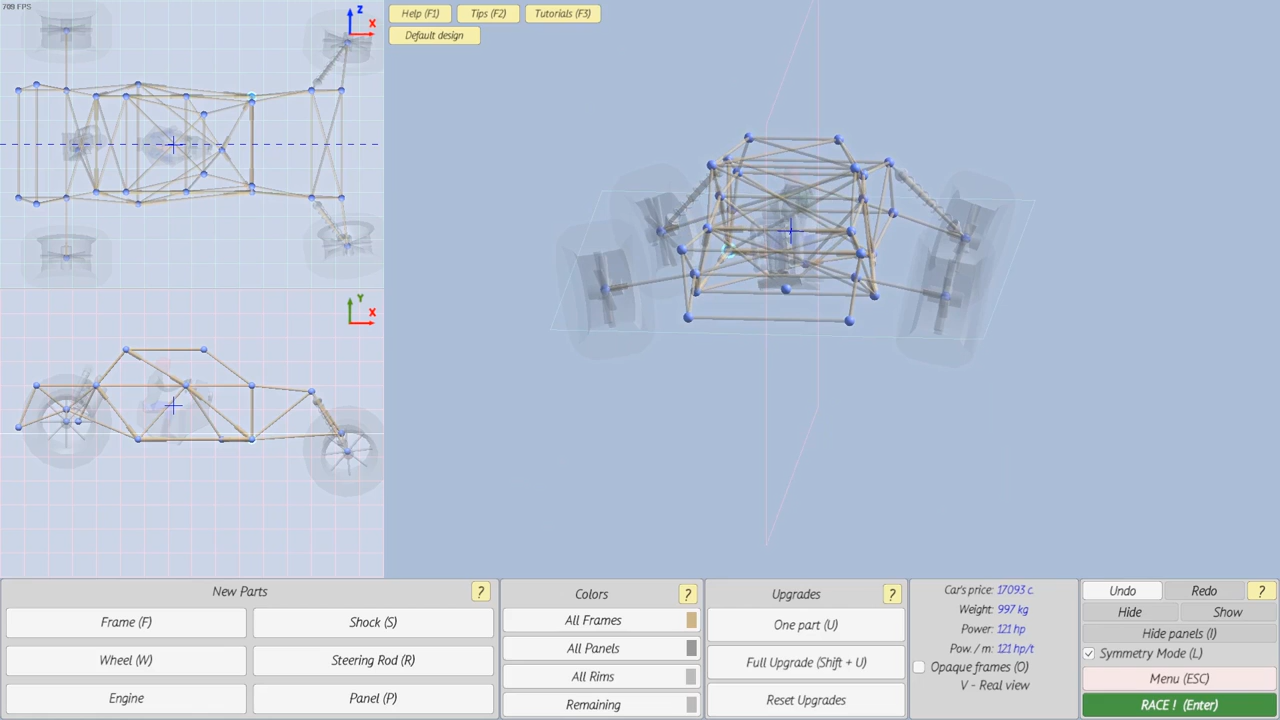 709 FPS
Z
X
Help (F1)
Tips (F2)
Tutorials (F3)
Default design
Y
X
New Parts
?
Frame (F)
Shock (S)
Wheel (W)
Steering Rod (R)
Engine
Panel (P)
Colors
?
All Frames
All Panels
All Rims
Remaining
Upgrades
?
One part (U)
Full Upgrade (Shift + U)
Reset Upgrades
Car's price: 17093 c.
Weight: 997 kg
Power: 121 hp
Pow. / m: 121 hp/t
Opaque frames (O)
V - Real view
Undo
Redo
?
Hide
Show
Hide panels (I)
Symmetry Mode (L)
Menu (ESC)
RACE ! (Enter)